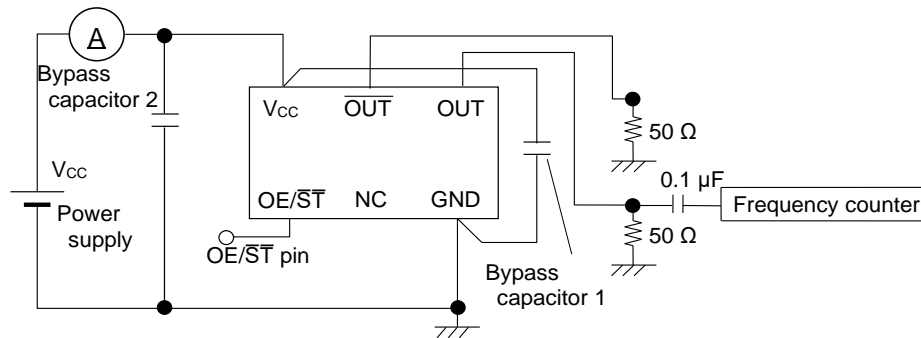 A
Bypass
capacitor 2
VCC
Power
supply
VCC
OUT
OUT
OE/ST
NC
GND
OE/ST pin
Bypass
capacitor 1
50 Ω
0.1 µF
Frequency counter
50 Ω